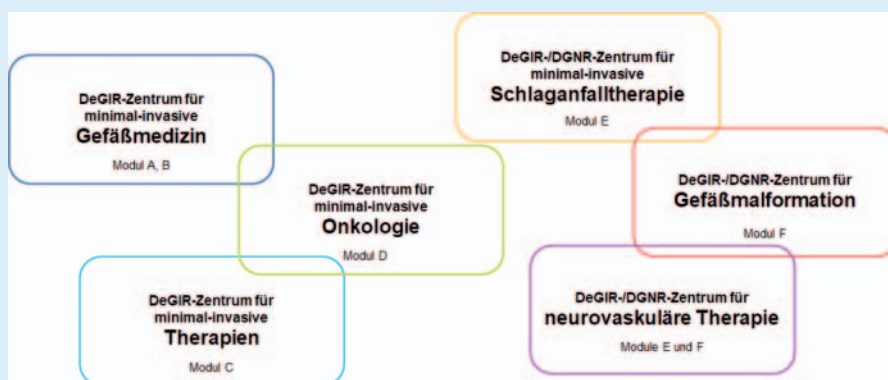 DeGIR-Zentrum für
minimal-invasive
Gefäßmedizin
Modul A, B
DeGIR-Zentrum für
minimal-invasive
Onkologie
Modul D
DeGIR-Zentrum für
minimal-invasive
Therapien
Modul C
DeGIR-/DGNR-Zentrum für
minimal-invasive
Schlaganfalltherapie
Modul E
DeGIR-/DGNR-Zentrum für
Gefäßmalformation
Modul F
DeGIR-/DGNR-Zentrum für
neurovaskuläre Therapie
Module E und F